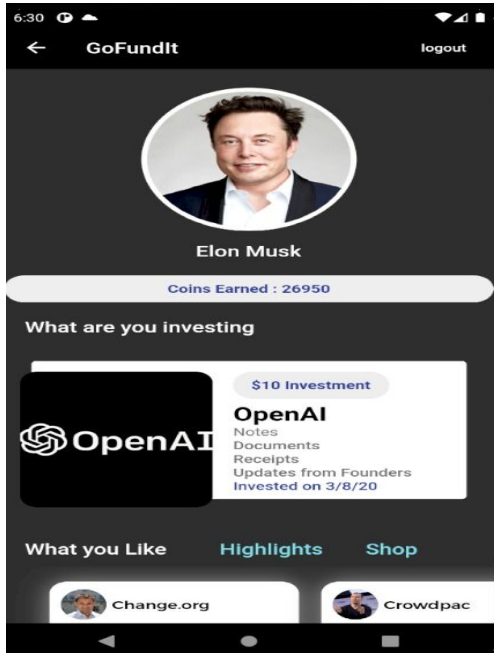 6:30
GoFundIt
logout
Elon Musk
Coins Earned : 26950
What are you investing
$10 Investment
OpenAI
OpenAI
Notes
Documents
Receipts
Updates from Founders
Invested on 3/8/20
What you Like Highlights Shop
Change.org Crowdpac